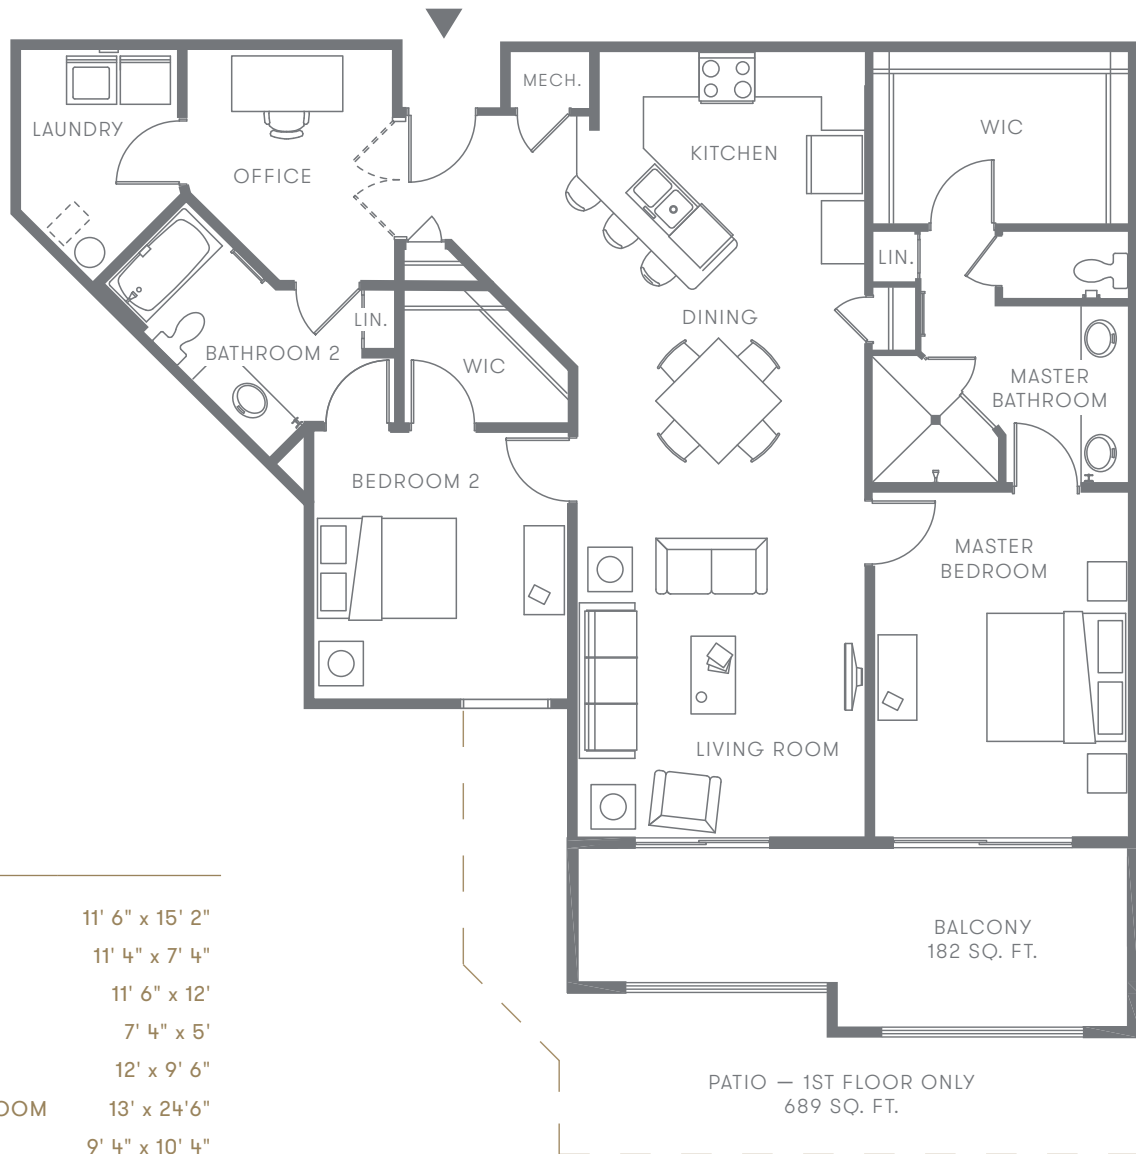 MECH.
LAUNDRY
OFFICE
KITCHEN
WIC
LIN.
DINING
LIN.
BATHROOM 2
WIC
MASTER
BATHROOM
BEDROOM 2
MASTER
BEDROOM
LIVING ROOM
BALCONY
182 SQ. FT.
PATIO — 1ST FLOOR ONLY
689 SQ. FT.
11' 6" x 15' 2"
11' 4" x 7' 4"
11' 6" x 12'
7' 4" x 5'
12' x 9' 6"
OOM 13' x 24'6"
9' 4" x 10' 4"